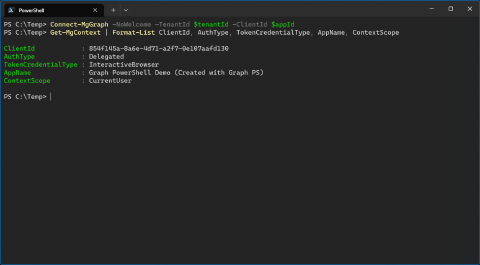 PowerShell
PS C:\Temp> Connect-MgGraph -NoWelcome -TenantId $tenantId -ClientId $appId
PS C:\Temp> Get-MgContext | Format-List ClientId, AuthType, TokenCredentialType, AppName, ContextScope
ClientId : 854f145a-8a6e-4d71-a2f7-0e107aafd130
AuthType : Delegated
TokenCredentialType : InteractiveBrowser
AppName : Graph PowerShell Demo (Created with Graph PS)
ContextScope : CurrentUser
PS C:\Temp>